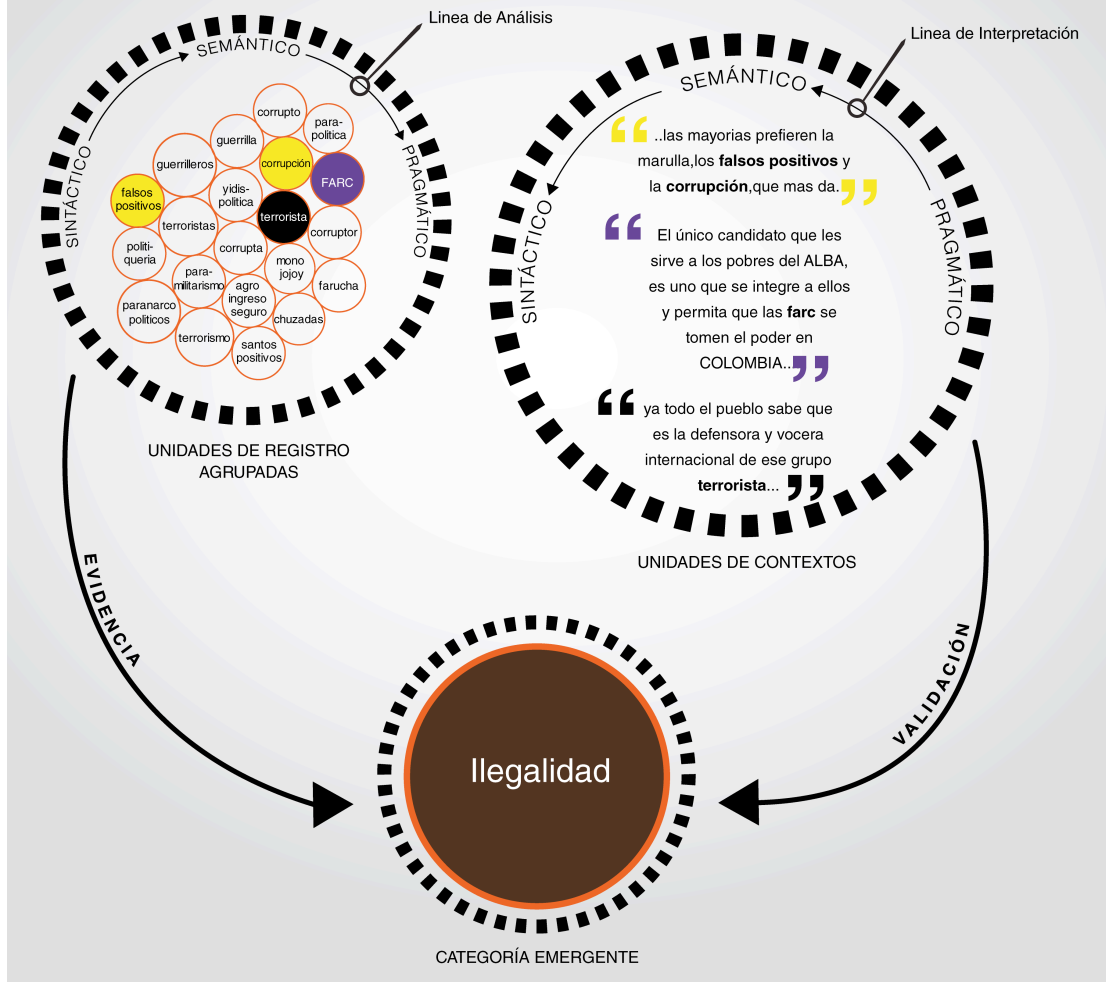 Linea de Análisis
SINTÁCTICO
SEMÁNTICO
PRAGMÁTICO
corrupto
para-
politica
guerrilla
corrupción
guerrilleros
FARC
yidis-
politica
falsos
positivos
terrorista
terroristas
corruptor
corrupta
politi-
queria
mono
jojoy
para-
militarismo
farucha
agro
ingreso
seguro
paranarco
politicos
chuzadas
terrorismo
santos
positivos
UNIDADES DE REGISTRO
AGRUPADAS
Linea de Interpretación
SINTÁCTICO
SEMÁNTICO
PRAGMÁTICO
“ ..las mayorias prefieren la
marulla,los falsos positivos y
la corrupción,que mas da. ”
“ El único candidato que les
sirve a los pobres del ALBA,
es uno que se integre a ellos
y permita que las farc se
tomen el poder en
COLOMBIA.. ”
“ ya todo el pueblo sabe que
es la defensora y vocera
internacional de ese grupo
terrorista... ”
UNIDADES DE CONTEXTOS
EVIDENCIA
VALIDACIÓN
Ilegalidad
CATEGORÍA EMERGENTE